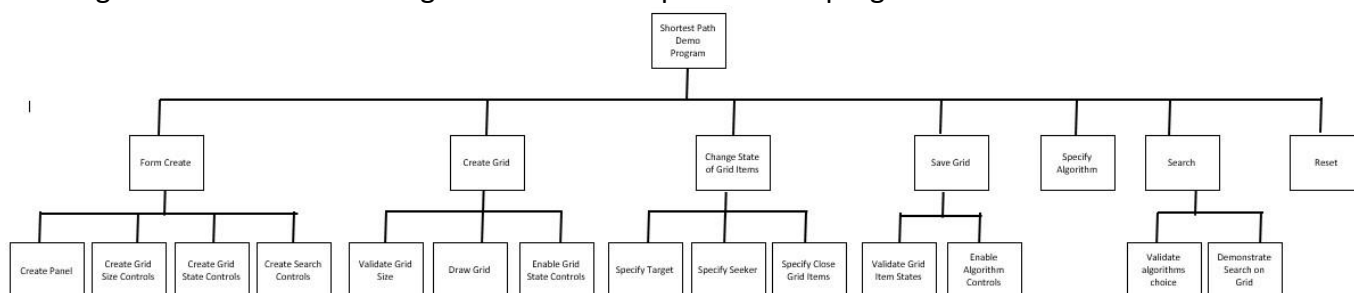 Shortest Path
Demo
Program
Form Create
Create Grid
Change State
of Grid Items
Save Grid
Specify
Algorithm
Search
Reset
Create Panel
Create Grid
Size Controls
Create Grid
State Controls
Create Search
Controls
Validate Grid
Size
Draw Grid
Enable Grid
State Controls
Specify Target
Specify Seeker
Specify Close
Grid Items
Validate Grid
Item States
Enable
Algorithm
Controls
Validate
algorithms
choice
Demonstrate
Search on
Grid